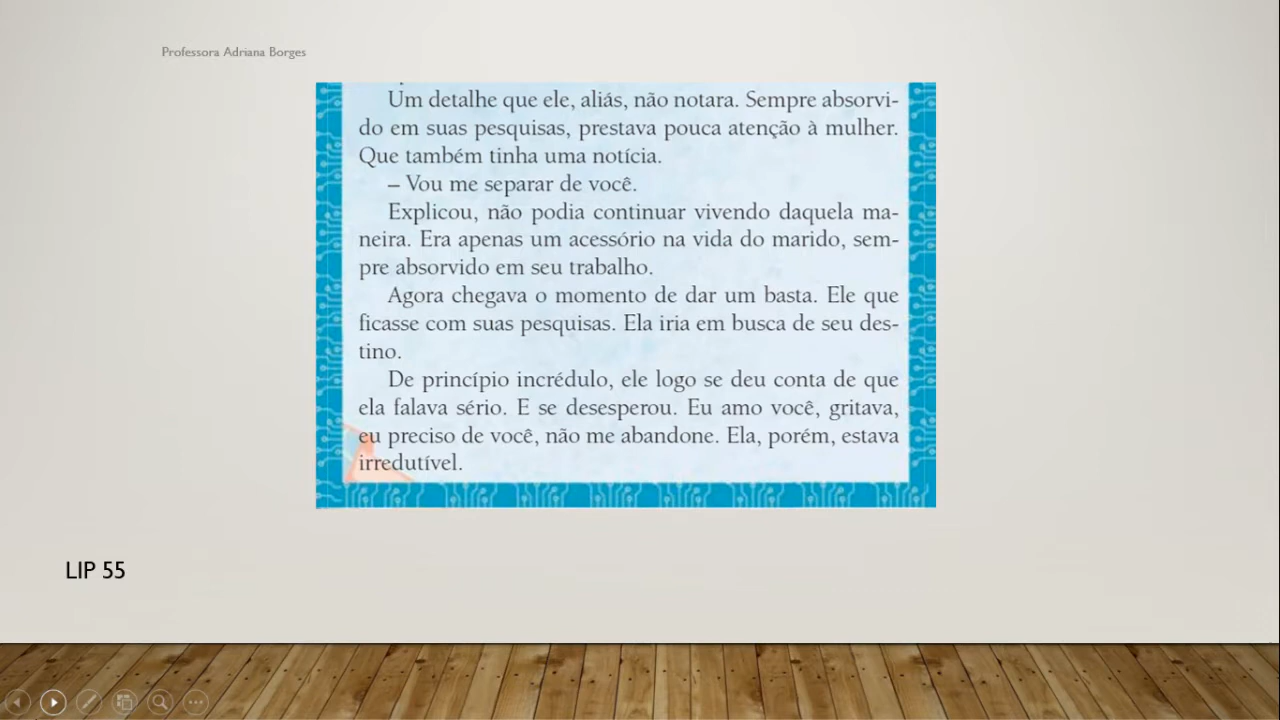 Professora Adriana Borges
Um detalhe que ele, aliás, não notara. Sempre absorvi-
do em suas pesquisas, prestava pouca atenção à mulher.
Que também tinha uma notícia.
– Vou me separar de você.
Explicou, não podia continuar vivendo daquela ma-
neira. Era apenas um acessório na vida do marido, sem-
pre absorvido em seu trabalho.
Agora chegava o momento de dar um basta. Ele que
ficasse com suas pesquisas. Ela iria em busca de seu des-
tino.
De princípio incrédulo, ele logo se deu conta de que
ela falava sério. E se desesperou. Eu amo você, gritava,
eu preciso de você, não me abandone. Ela, porém, estava
irredutível.
LIP 55